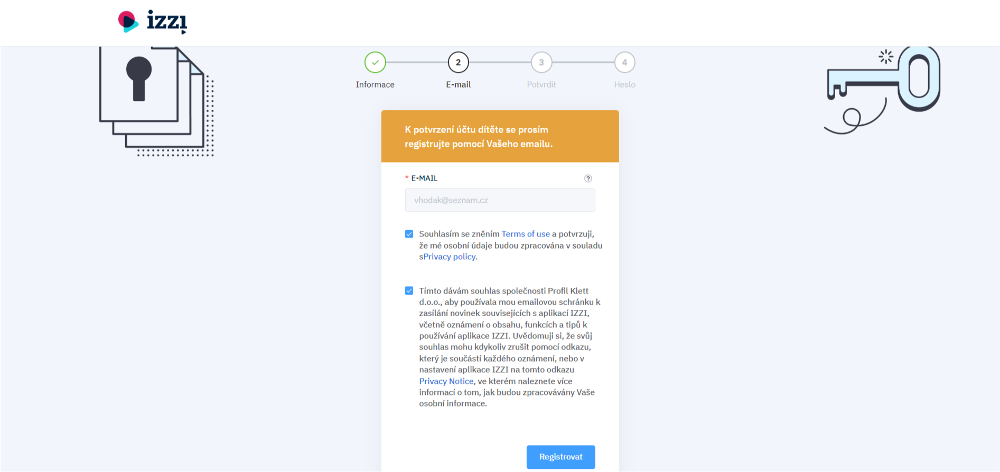 izzi
2
3
4
Informace
E-mail
Potvrdit
Heslo
K potvrzení účtu dítěte se prosím
registrujte pomocí Vašeho emailu.
* E-MAIL
?
vhodak@seznam.cz
Souhlasím se zněním Terms of use a potvrzuji,
že mé osobní údaje budou zpracována v souladu
sPrivacy policy.
Tímto dávám souhlas společnosti Profil Klett
d.o.o., aby používala mou emailovou schránku k
zasílání novinek souvisejících s aplikací IZZI,
včetně oznámení o obsahu, funkcích a tipů k
používání aplikace IZZI. Uvědomuji si, že svůj
souhlas mohu kdykoliv zrušit pomocí odkazu,
který je součástí každého oznámení, nebo v
nastavení aplikace IZZI na tomto odkazu
Privacy Notice, ve kterém naleznete více
informací o tom, jak budou zpracovávány Vaše
osobní informace.
Registrovat